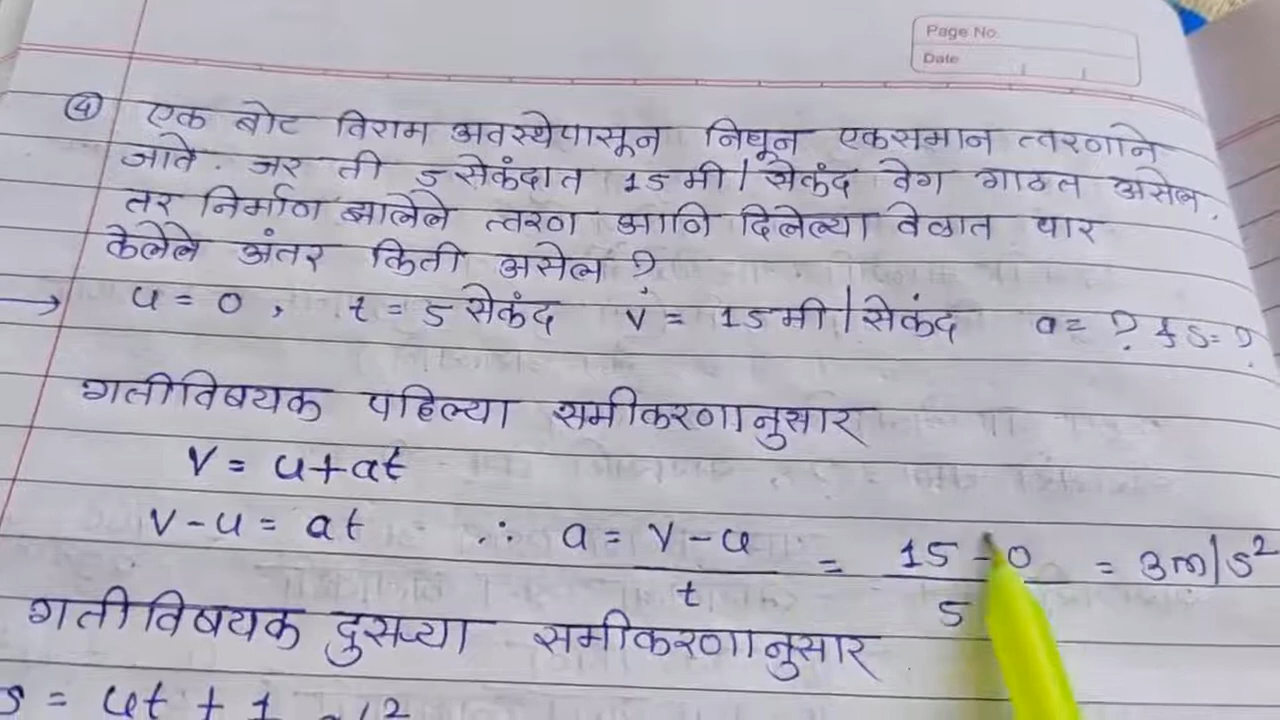 Page No.
Date
④ एक बोट विराम अवस्थेपासून निघून एकसमान त्वरणाने
जाते. जर ती 5 सेकंदात 15 मी/सेकंद वेग गाठत असेल,
तर निर्माण झालेले त्वरण आणि दिलेल्या वेळात पार
केलेले अंतर किती असेल ?
→ u = 0, t = 5 सेकंद v = 15 मी/सेकंद a = ? & s = ?
गतीविषयक पहिल्या समीकरणानुसार
v = u + at
v - u = at ∴ a = v - u / t = 15 - 0 / 5 = 3 m/s²
गतीविषयक दुसऱ्या समीकरणानुसार
s = ut + 1